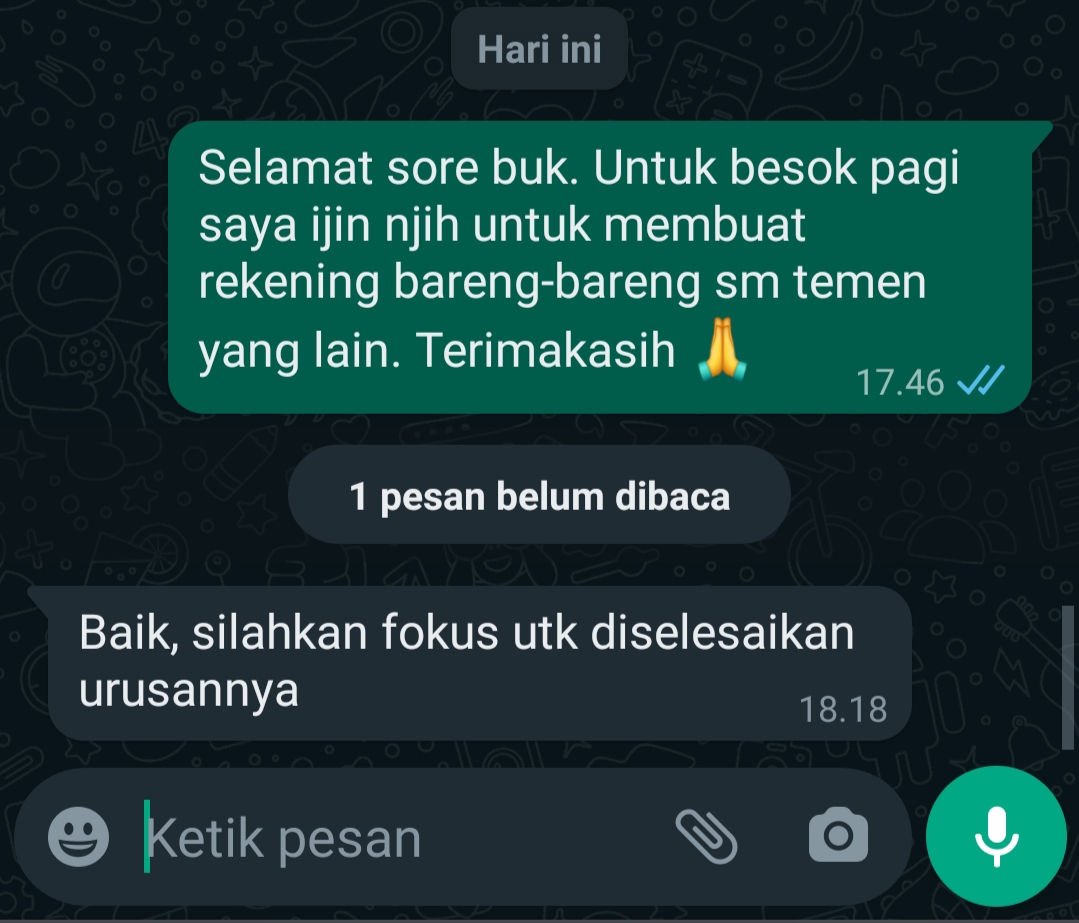 Hari ini
Selamat sore buk. Untuk besok pagi
saya ijin njih untuk membuat
rekening bareng-bareng sm temen
yang lain. Terimakasih 🙏
17.46
1 pesan belum dibaca
Baik, silahkan fokus utk diselesaikan
urusannya
18.18
Ketik pesan